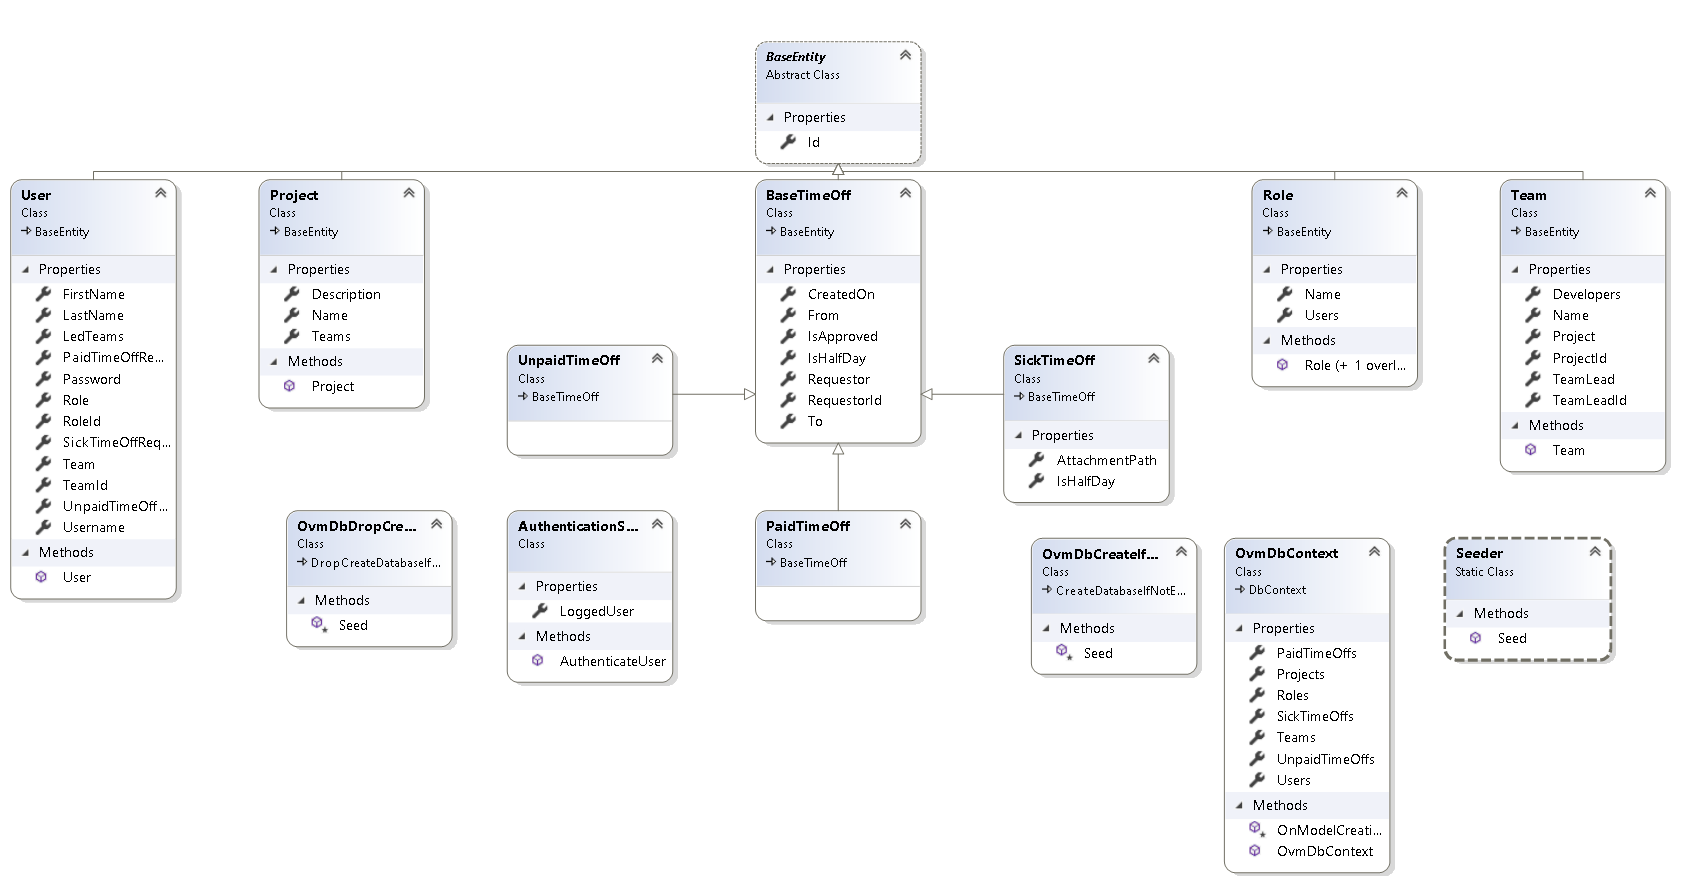 BaseEntity
Abstract Class
Properties
Id
User
Class
BaseEntity
Properties
FirstName
LastName
LedTeams
PaidTimeOffRe...
Password
Role
RoleId
SickTimeOffReq...
Team
TeamId
UnpaidTimeOff...
Username
Methods
User
Project
Class
BaseEntity
Properties
Description
Name
Teams
Methods
Project
BaseTimeOff
Class
BaseEntity
Properties
CreatedOn
From
IsApproved
IsHalfDay
Requestor
RequestorId
To
Role
Class
BaseEntity
Properties
Name
Users
Methods
Role (+ 1 overl...
Team
Class
BaseEntity
Properties
Developers
Name
Project
ProjectId
TeamLead
TeamLeadId
Methods
Team
UnpaidTimeOff
Class
BaseTimeOff
SickTimeOff
Class
BaseTimeOff
Properties
AttachmentPath
IsHalfDay
OvmDbDropCre...
Class
DropCreateDatabaseIf...
Methods
Seed
AuthenticationS...
Class
Properties
LoggedUser
Methods
AuthenticateUser
PaidTimeOff
Class
BaseTimeOff
OvmDbCreateIf...
Class
CreateDatabaseIfNotE...
Methods
Seed
OvmDbContext
Class
DbContext
Properties
PaidTimeOffs
Projects
Roles
SickTimeOffs
Teams
UnpaidTimeOffs
Users
Methods
OnModelCreati...
OvmDbContext
Seeder
Static Class
Methods
Seed